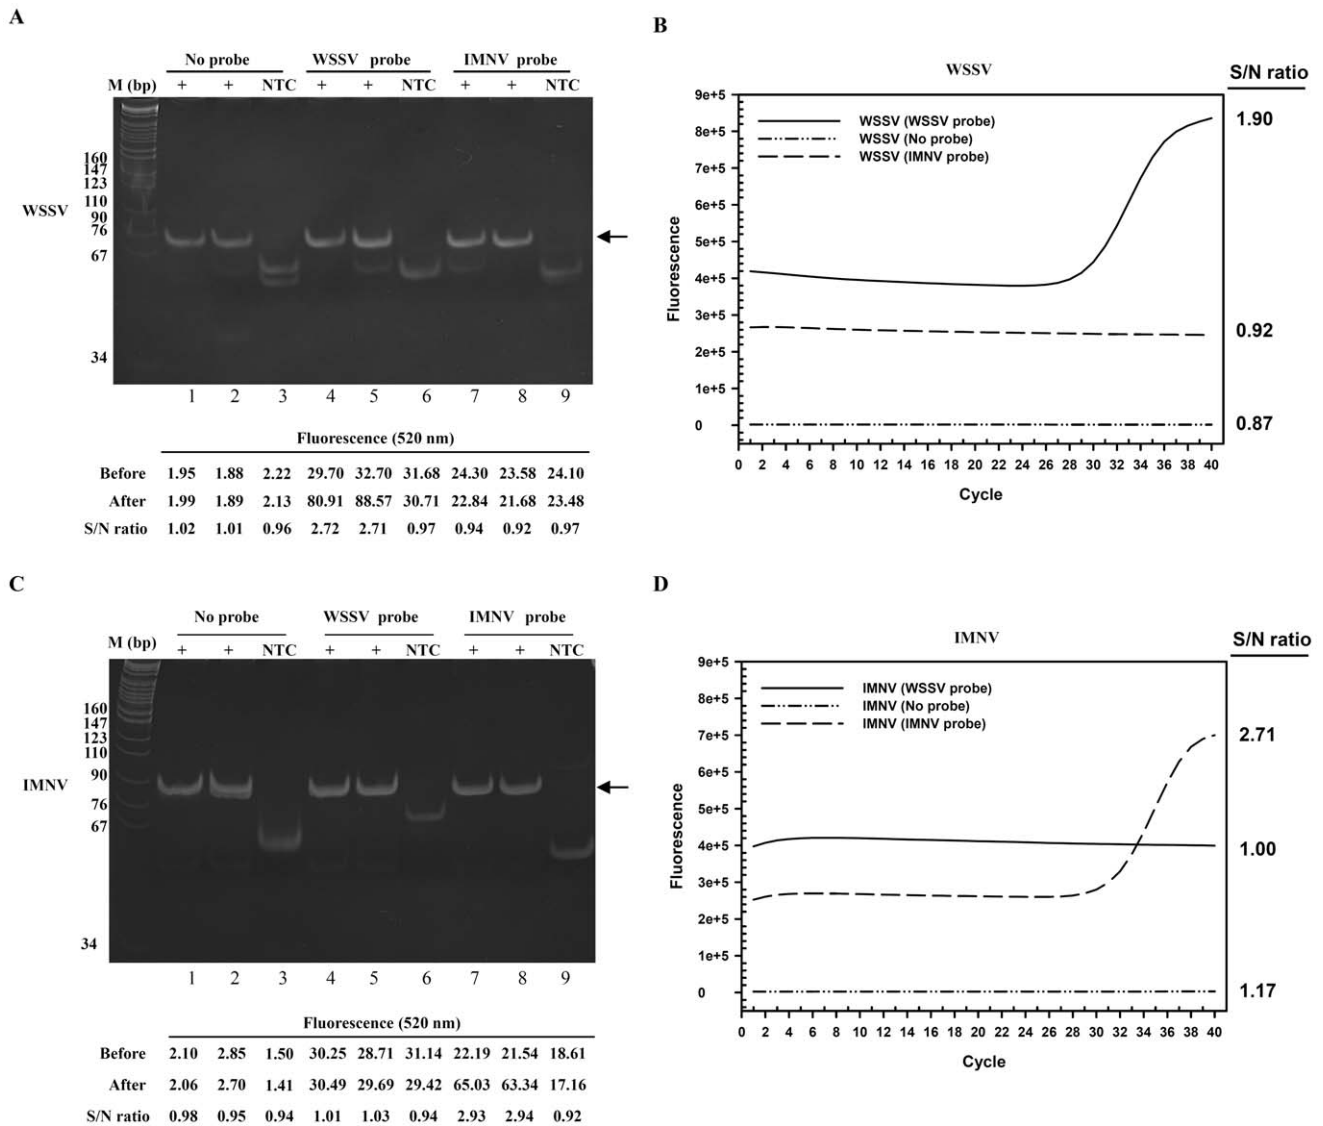 A
No probe WSSV probe IMNV probe
M (bp) + + NTC + + NTC + + NTC
160
147
123
110
WSSV
90
76
67
34
1 2 3 4 5 6 7 8 9
Fluorescence (520 nm)
Before 1.95 1.88 2.22 29.70 32.70 31.68 24.30 23.58 24.10
After 1.99 1.89 2.13 80.91 88.57 30.71 22.84 21.68 23.48
S/N ratio 1.02 1.01 0.96 2.72 2.71 0.97 0.94 0.92 0.97
B
WSSV
S/N ratio
9e+5
8e+5
7e+5
6e+5
5e+5
4e+5
3e+5
2e+5
1e+5
0
Fluorescence
WSSV (WSSV probe)
WSSV (No probe)
WSSV (IMNV probe)
1.90
0.92
0.87
0 2 4 6 8 10 12 14 16 18 20 22 24 26 28 30 32 34 36 38 40
Cycle
C
No probe WSSV probe IMNV probe
M (bp) + + NTC + + NTC + + NTC
160
147
123
110
90
IMNV
76
67
34
1 2 3 4 5 6 7 8 9
Fluorescence (520 nm)
Before 2.10 2.85 1.50 30.25 28.71 31.14 22.19 21.54 18.61
After 2.06 2.70 1.41 30.49 29.69 29.42 65.03 63.34 17.16
S/N ratio 0.98 0.95 0.94 1.01 1.03 0.94 2.93 2.94 0.92
D
IMNV
S/N ratio
9e+5
8e+5
7e+5
6e+5
5e+5
4e+5
3e+5
2e+5
1e+5
0
Fluorescence
IMNV (WSSV probe)
IMNV (No probe)
IMNV (IMNV probe)
2.71
1.00
1.17
0 2 4 6 8 10 12 14 16 18 20 22 24 26 28 30 32 34 36 38 40
Cycle